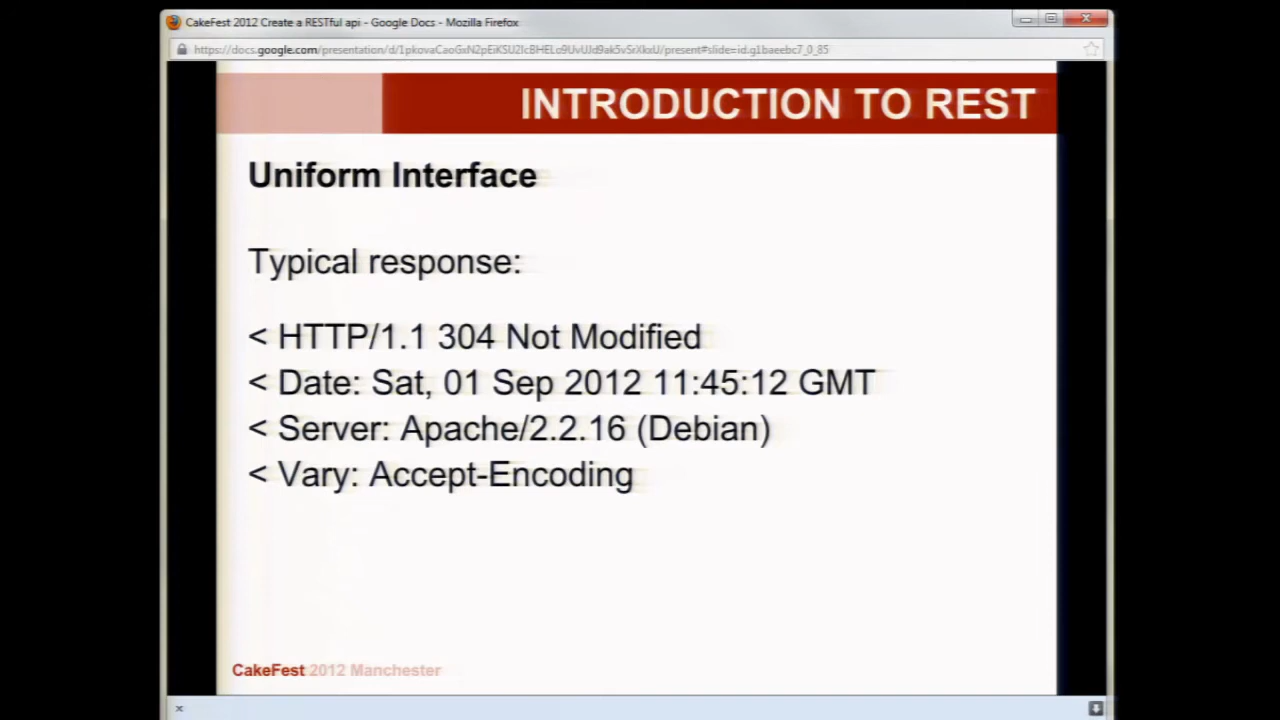 CakeFest 2012 Create a RESTful api - Google Docs - Mozilla Firefox
INTRODUCTION TO REST
Uniform Interface
Typical response:
< HTTP/1.1 304 Not Modified
< Date: Sat, 01 Sep 2012 11:45:12 GMT
< Server: Apache/2.2.16 (Debian)
< Vary: Accept-Encoding
CakeFest 2012 Manchester